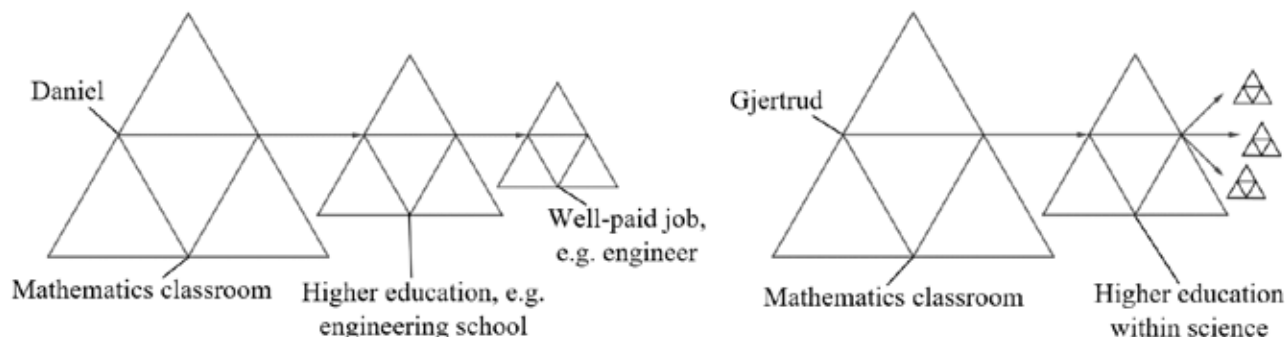 Daniel
Mathematics classroom
Higher education, e.g.
engineering school
Well-paid job,
e.g. engineer
Gjertrud
Mathematics classroom
Higher education
within science